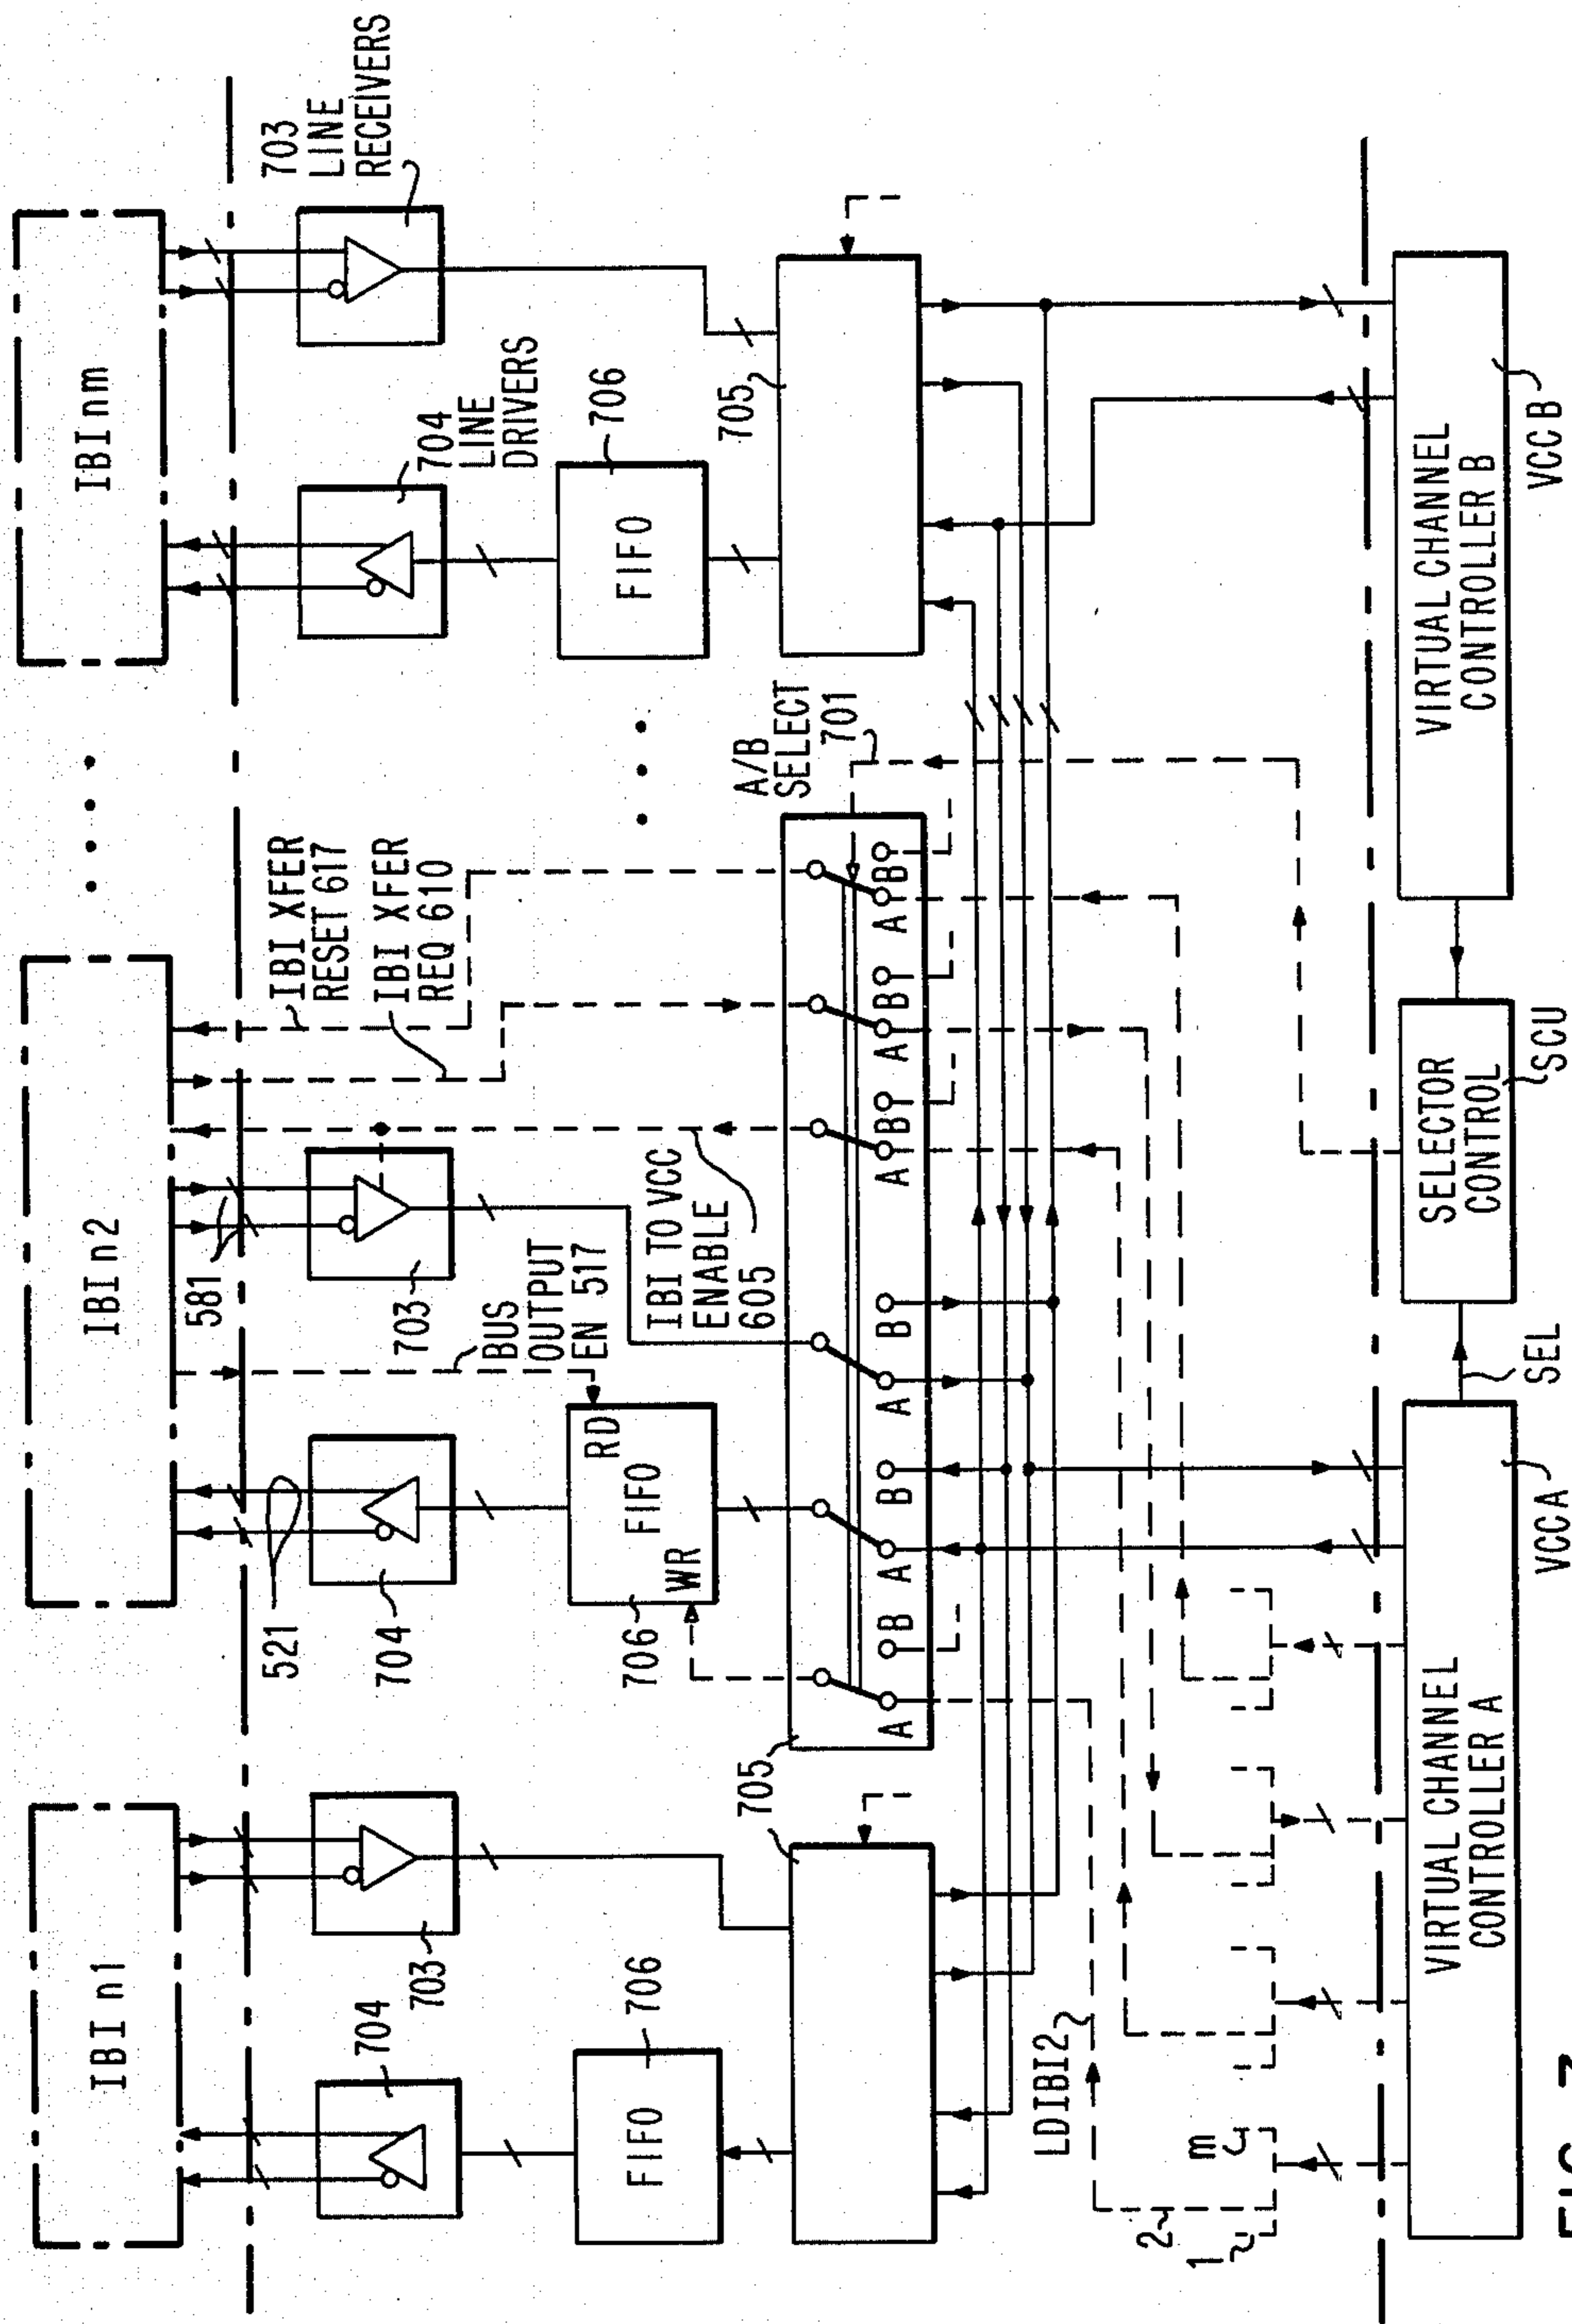 IBI n1
IBI n2
IBI nm
704
703
521
704
581
703
BUS
OUTPUT
EN 517
IBI XFER
RESET 617
IBI XFER
REQ 610
704
LINE
DRIVERS
703
LINE
RECEIVERS
FIFO
706
706
WR
FIFO
RD
IBI TO VCC
ENABLE
605
FIFO
706
A/B
SELECT
701
705
705
705
A
B
A
B
A
B
A
B
A
B
A
B
LDIBI2
1
2
m
VIRTUAL CHANNEL
CONTROLLER A
VCC A
SEL
SELECTOR
CONTROL
SCU
VIRTUAL CHANNEL
CONTROLLER B
VCC B